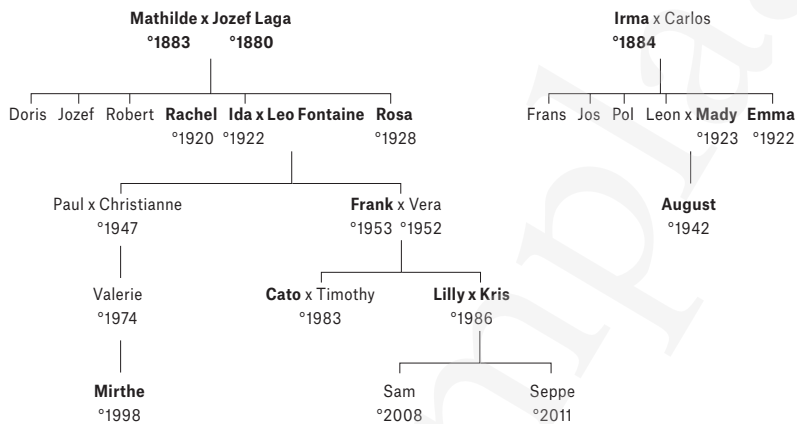 Mathilde x Jozef Laga
°1883 °1880
Irma x Carlos
°1884
Doris Jozef Robert Rachel Ida x Leo Fontaine Rosa
°1920 °1922 °1928
Frans Jos Pol Leon x Mady Emma
°1923 °1922
Paul x Christianne
°1947
Frank x Vera
°1953 °1952
August
°1942
Valerie
°1974
Cato x Timothy
°1983
Lilly x Kris
°1986
Mirthe
°1998
Sam
°2008
Seppe
°2011